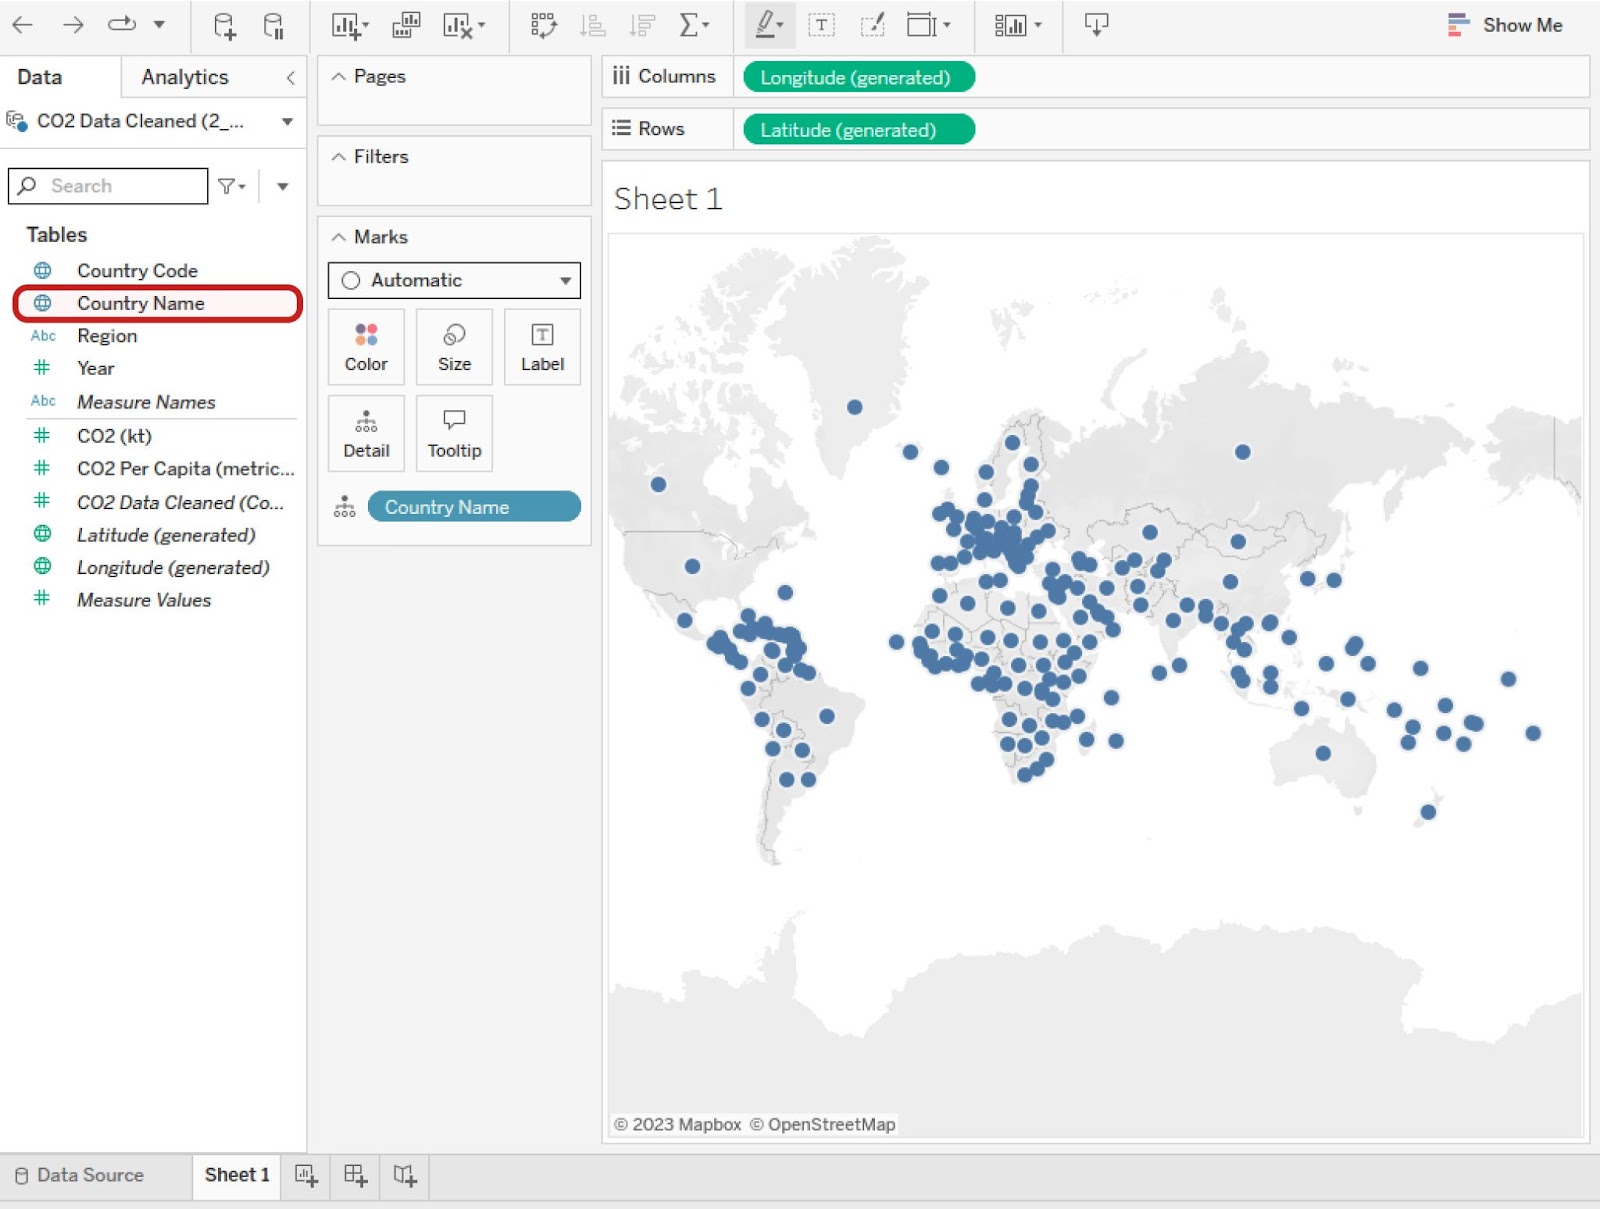 Show Me
Data
Analytics
CO2 Data Cleaned (2_...
Search
Tables
Country Code
Country Name
Abc Region
Year
Abc Measure Names
CO2 (kt)
CO2 Per Capita (metric...
CO2 Data Cleaned (Co...
Latitude (generated)
Longitude (generated)
Measure Values
Pages
Filters
Marks
Automatic
Color
Size
T
Label
Detail
Tooltip
Country Name
Columns
Longitude (generated)
Rows
Latitude (generated)
Sheet 1
© 2023 Mapbox © OpenStreetMap
Data Source
Sheet 1